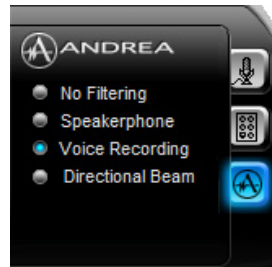 ANDREA
No Filtering
Speakerphone
Voice Recording
Directional Beam